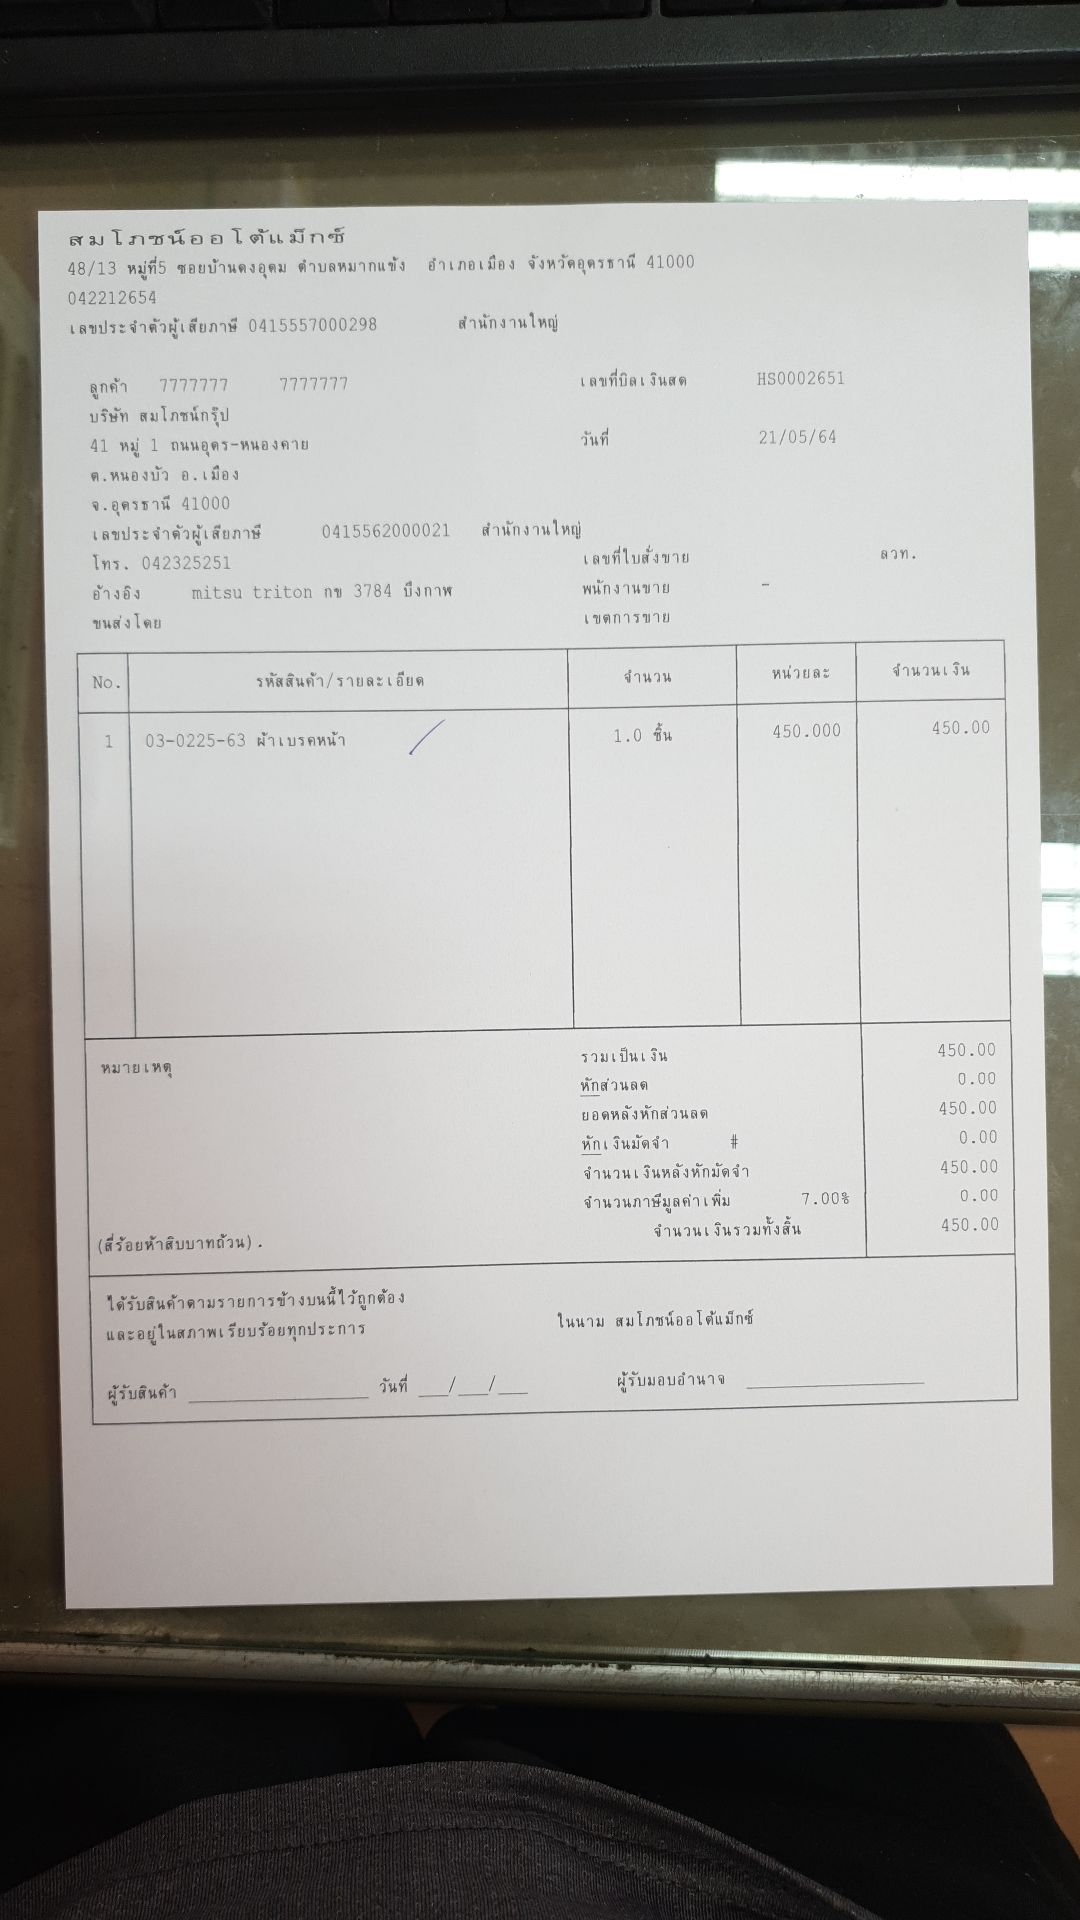 สมโภชน์ออโต้แม็กซ์
48/13 หมู่ที่5 ซอยบ้านดงอุดม ตำบลหมากแข้ง อำเภอเมือง จังหวัดอุดรธานี 41000
042212654
เลขประจำตัวผู้เสียภาษี 0415557000298 สำนักงานใหญ่
ลูกค้า 7777777 7777777 เลขที่บิลเงินสด HS0002651
บริษัท สมโภชน์กรุ๊ป
41 หมู่ 1 ถนนอุดร-หนองคาย วันที่ 21/05/64
ต.หนองบัว อ.เมือง
จ.อุดรธานี 41000
เลขประจำตัวผู้เสียภาษี 0415562000021 สำนักงานใหญ่
โทร. 042325251 เลขที่ใบสั่งขาย ลวท.
อ้างอิง mitsu triton กข 3784 บึงกาฬ พนักงานขาย -
ขนส่งโดย เขตการขาย
No. รหัสสินค้า/รายละเอียด จำนวน หน่วยละ จำนวนเงิน
1 03-0225-63 ผ้าเบรคหน้า 1.0 ชิ้น 450.000 450.00
หมายเหตุ รวมเป็นเงิน 450.00
หักส่วนลด 0.00
ยอดหลังหักส่วนลด 450.00
หักเงินมัดจำ # 0.00
จำนวนเงินหลังหักมัดจำ 450.00
จำนวนภาษีมูลค่าเพิ่ม 7.00% 0.00
(สี่ร้อยห้าสิบบาทถ้วน). จำนวนเงินรวมทั้งสิ้น 450.00
ได้รับสินค้าตามรายการข้างบนนี้ไว้ถูกต้อง
และอยู่ในสภาพเรียบร้อยทุกประการ ในนาม สมโภชน์ออโต้แม็กซ์
ผู้รับสินค้า __________________ วันที่ ___/___/___ ผู้รับมอบอำนาจ __________________